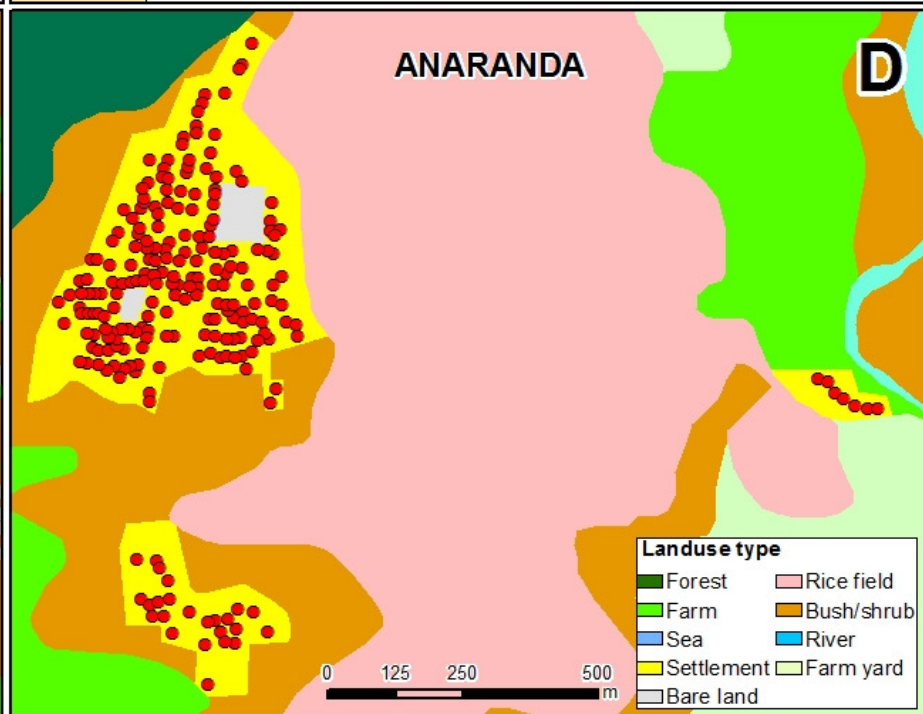 ANARANDA
D
Landuse type
Forest
Rice field
Farm
Bush/shrub
Sea
River
Settlement
Farm yard
Bare land
0 125 250 500
m